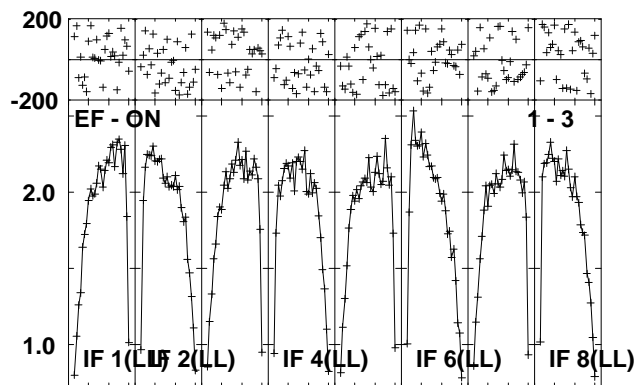 200
-200
EF - ON 1 - 3
2.0
1.0
IF 1(LL) IF 2(LL) IF 4(LL) IF 6(LL) IF 8(LL)